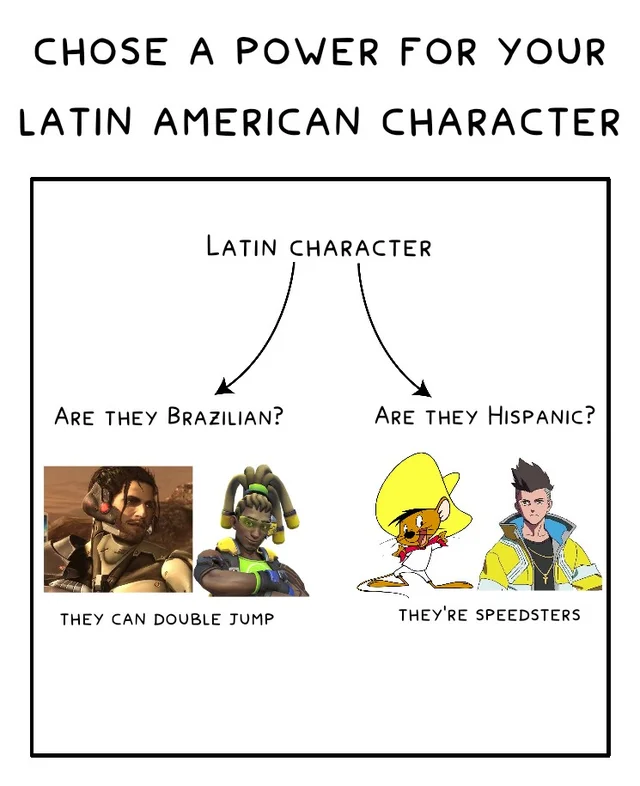 CHOSE A POWER FOR YOUR
LATIN AMERICAN CHARACTER
LATIN CHARACTER
ARE THEY BRAZILIAN?
ARE THEY HISPANIC?
THEY CAN DOUBLE JUMP
THEY'RE SPEEDSTERS